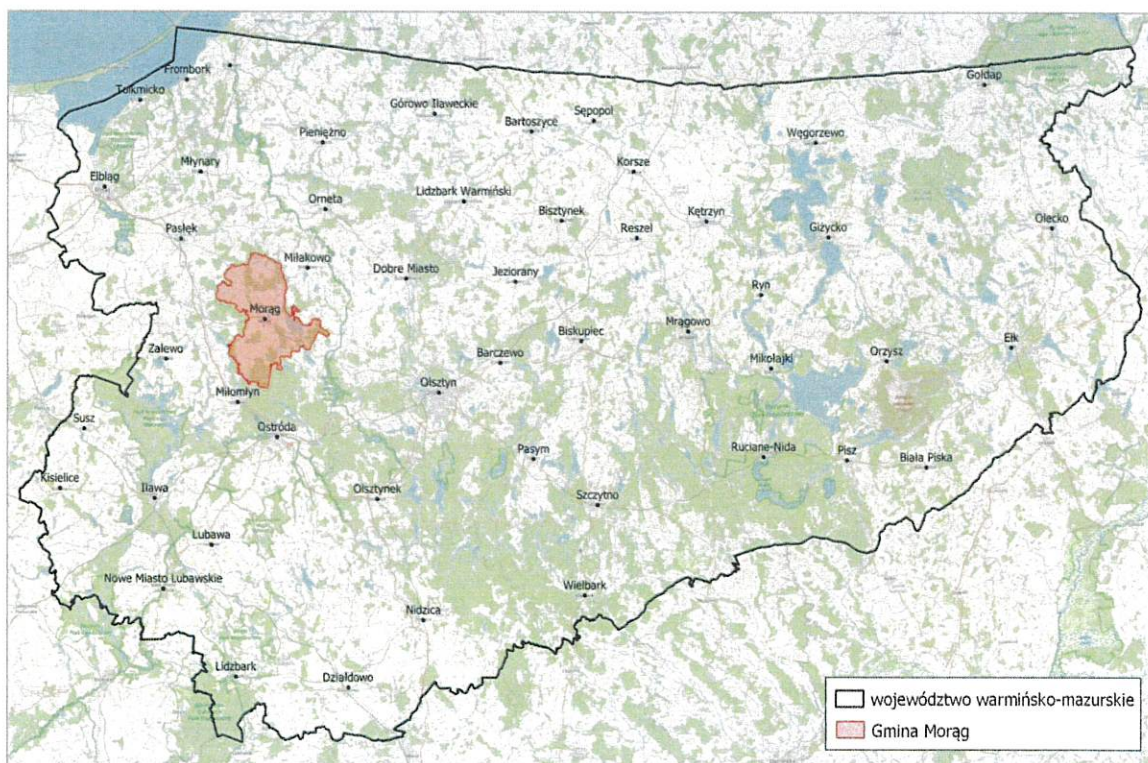 Frombork
Tolkmicko
Gołdap
Górowo Iławeckie
Sępopol
Bartoszyce
Pieniężno
Węgorzewo
Młynary
Korsze
Elbląg
Lidzbark Warmiński
Orneta
Bisztynek
Kętrzyn
Olecko
Pasłęk
Reszel
Giżycko
Miłakowo
Dobre Miasto
Jeziorany
Ryn
Morąg
Mrągowo
Biskupiec
Ełk
Zalewo
Barczewo
Mikołajki
Orzysz
Olsztyn
Miłomłyn
Susz
Ostróda
Pasym
Ruciane-Nida
Pisz
Biała Piska
Kisielice
Iława
Olsztynek
Szczytno
Lubawa
Nowe Miasto Lubawskie
Wielbark
Nidzica
Lidzbark
Działdowo
województwo warmińsko-mazurskie
Gmina Morąg